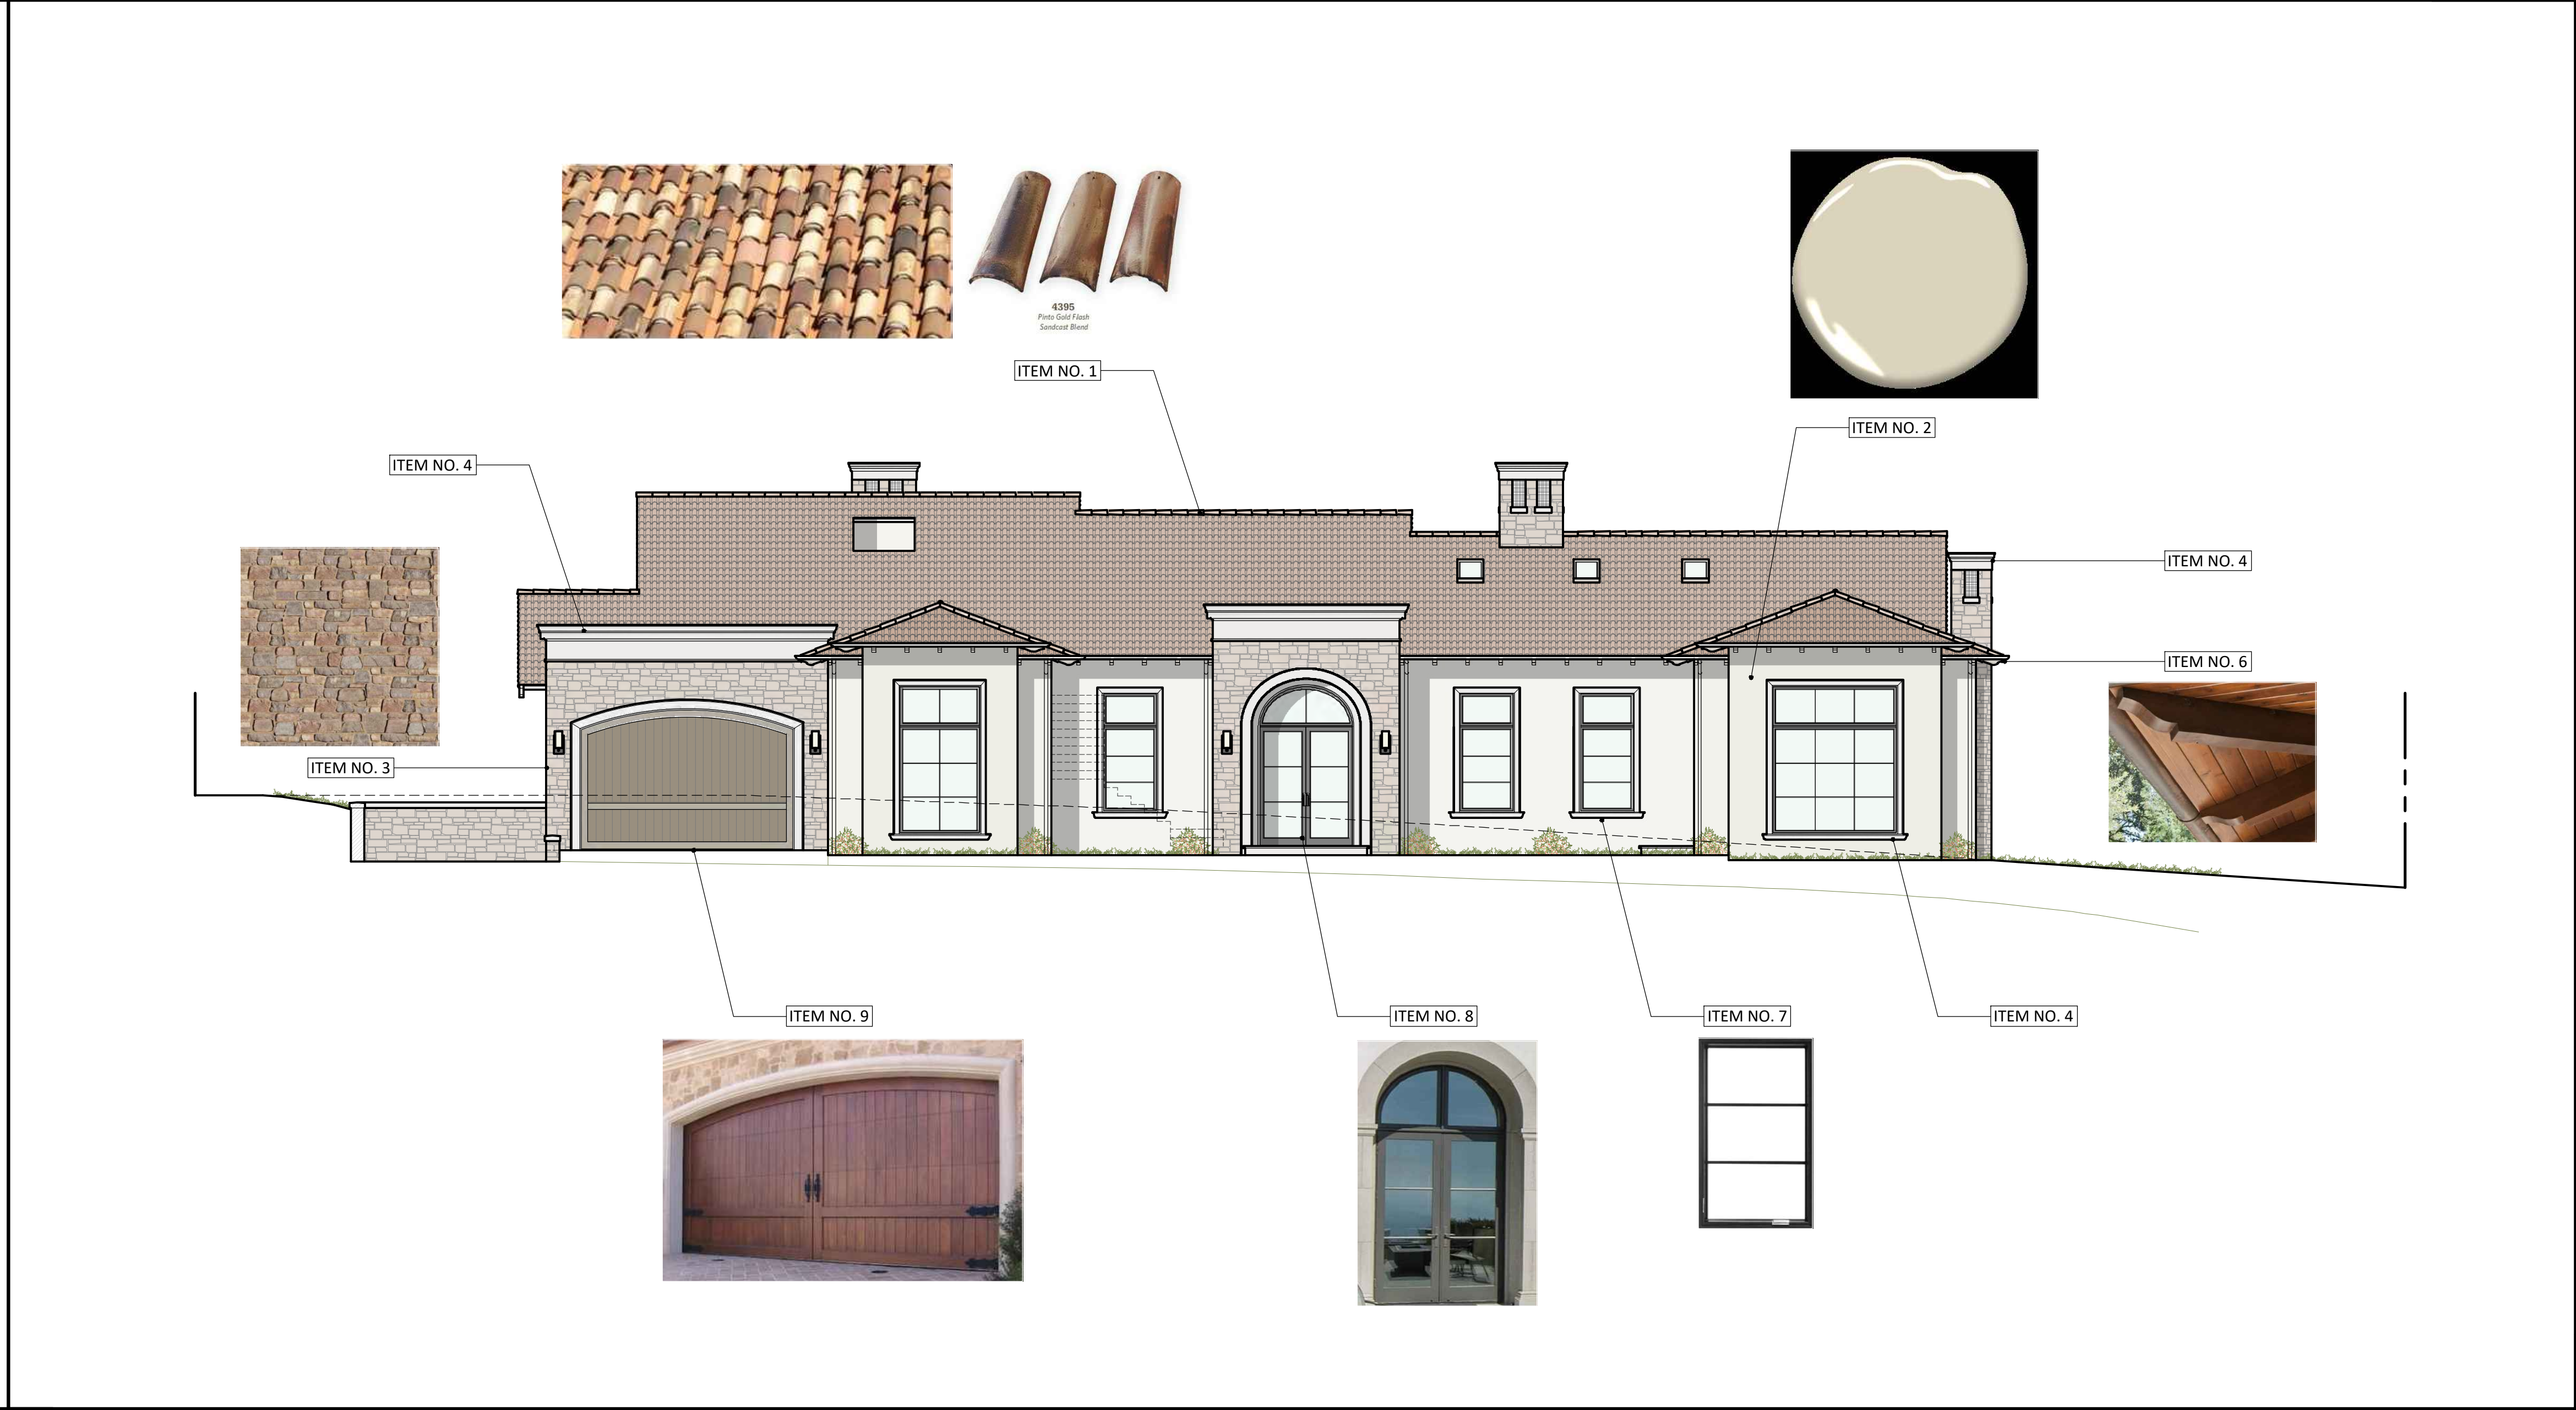 4395
Pinto Gold Flash
Sandcast Blend
ITEM NO. 1
ITEM NO. 2
ITEM NO. 4
ITEM NO. 4
ITEM NO. 6
ITEM NO. 3
ITEM NO. 9
ITEM NO. 8
ITEM NO. 7
ITEM NO. 4